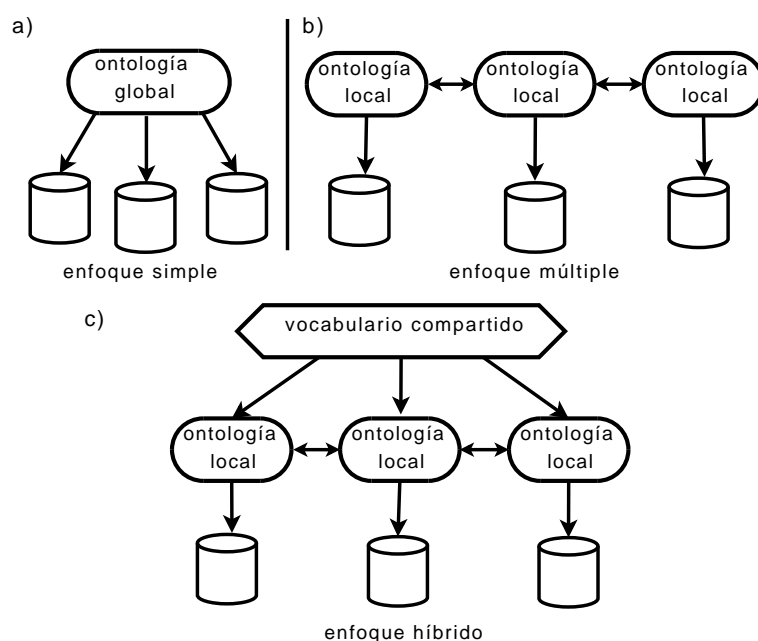 a)
ontología
global
enfoque simple
b)
ontología
local
ontología
local
ontología
local
enfoque múltiple
c)
vocabulario compartido
ontología
local
ontología
local
ontología
local
enfoque híbrido